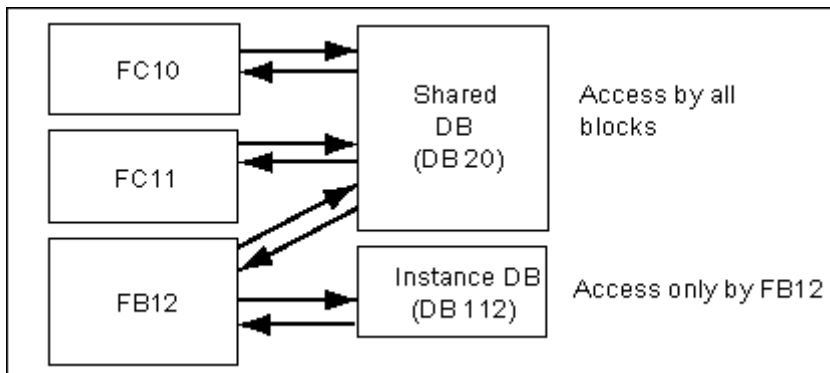 FC10
Shared
DB
(DB 20)
Access by all
blocks
FC11
FB12
Instance DB
(DB 112)
Access only by FB12